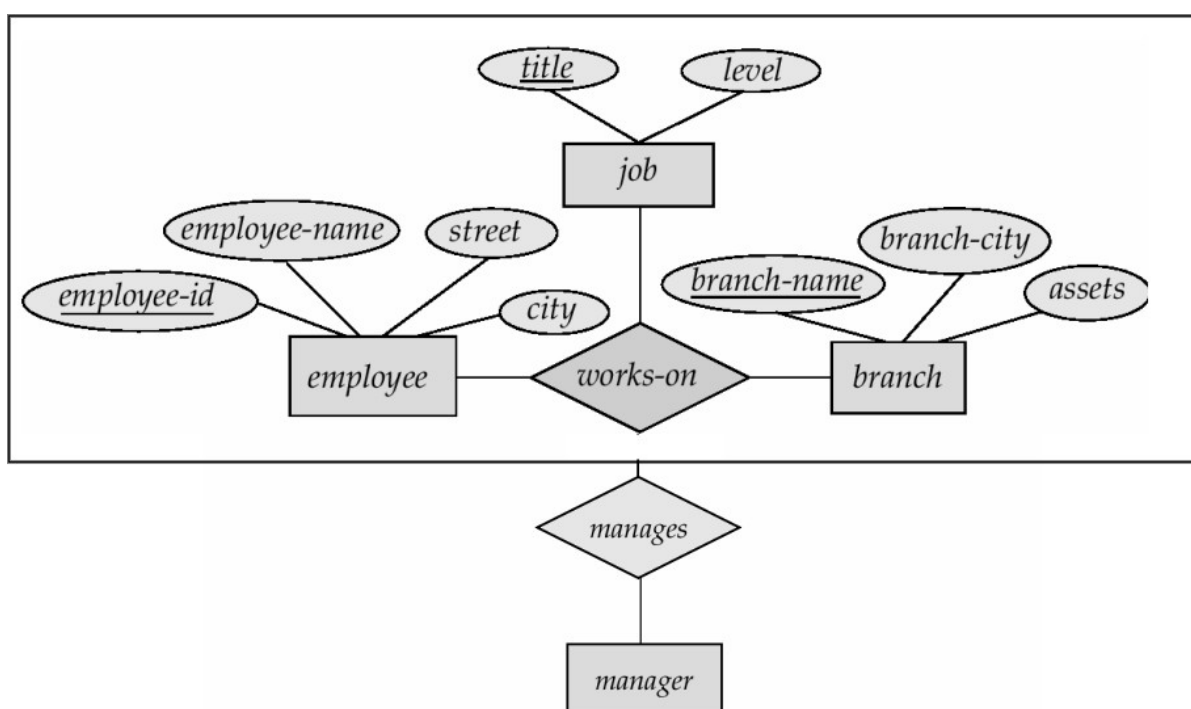 title
level
job
employee-name
street
branch-city
employee-id
city
branch-name
assets
employee
works-on
branch
manages
manager